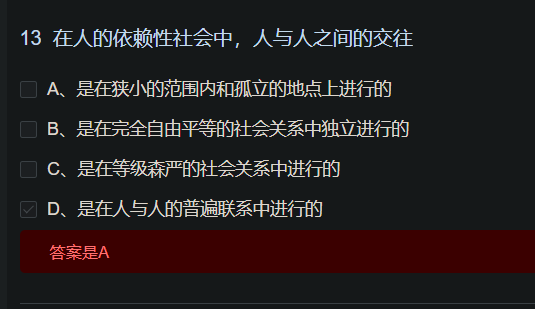 13 在人的依赖性社会中，人与人之间的交往
A、是在狭小的范围内和孤立的地点上进行的
B、是在完全自由平等的社会关系中独立进行的
C、是在等级森严的社会关系中进行的
D、是在人与人的普遍联系中进行的
答案是A